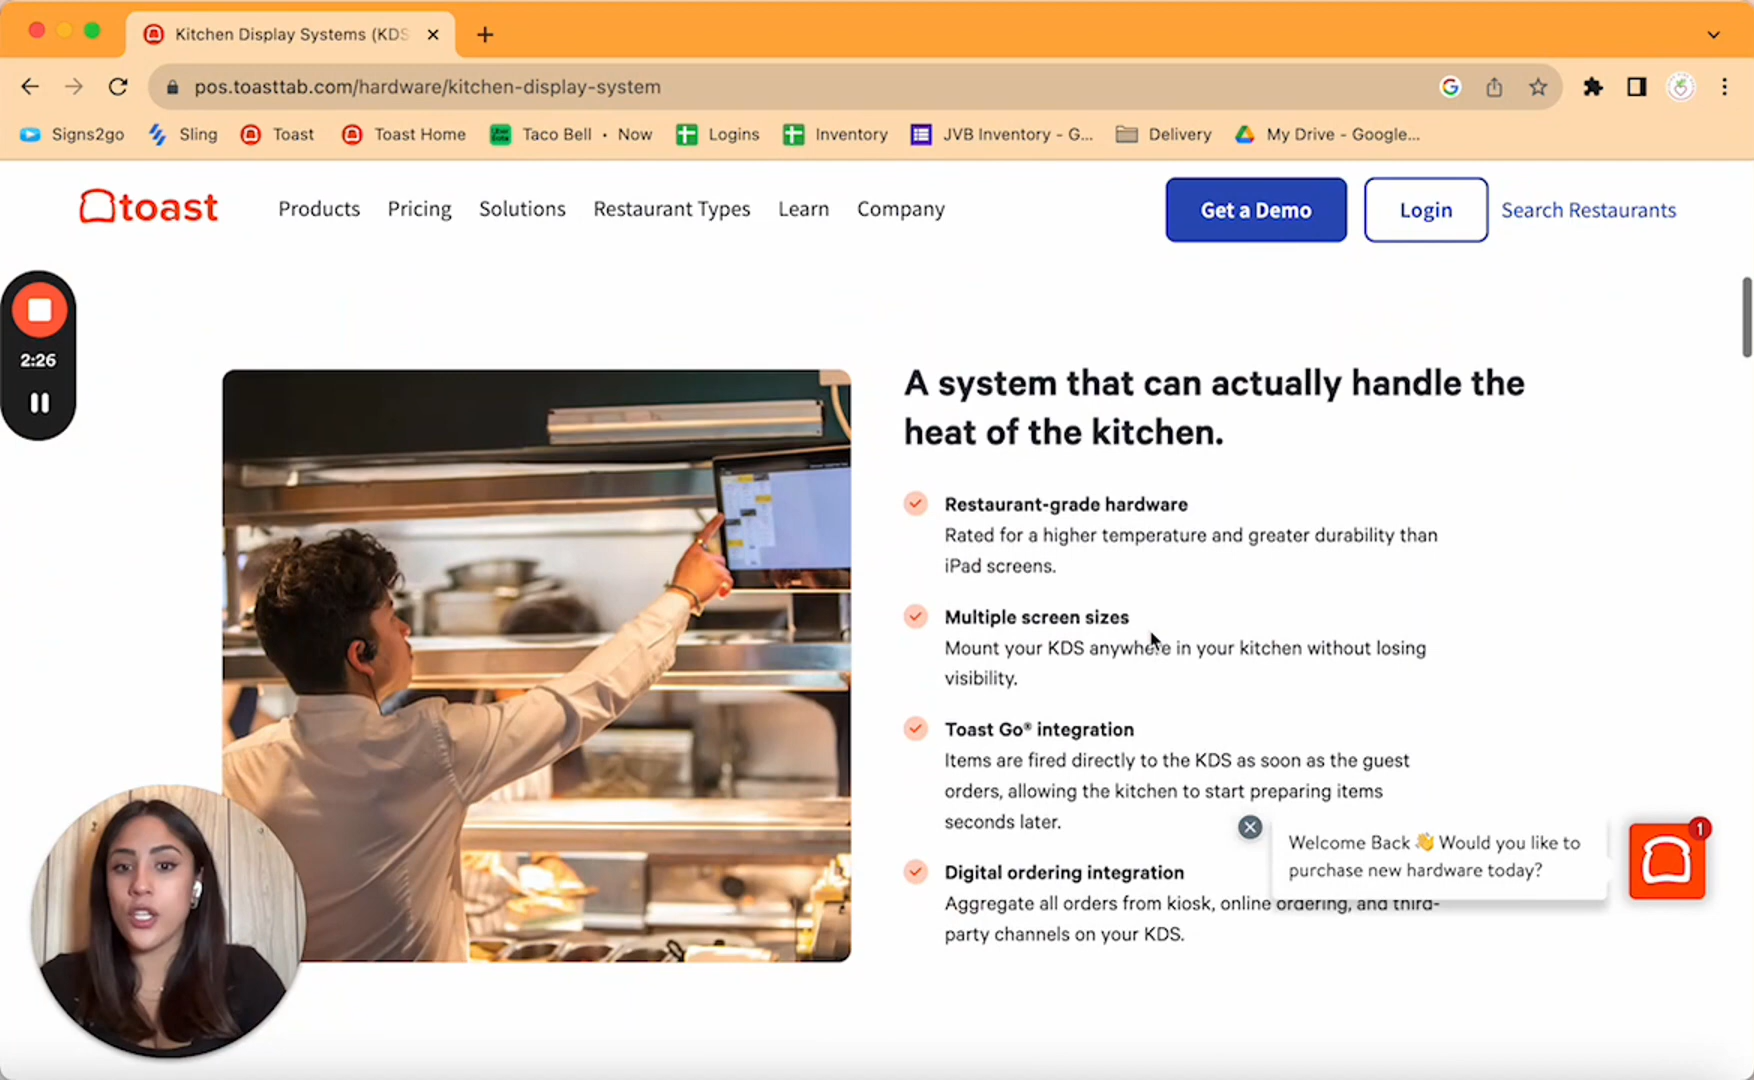 Kitchen Display Systems (KDS
pos.toasttab.com/hardware/kitchen-display-system
Signs2go Sling Toast Toast Home Taco Bell • Now Logins Inventory JVB Inventory - G... Delivery My Drive - Google...
toast Products Pricing Solutions Restaurant Types Learn Company Get a Demo Login Search Restaurants
2:26
A system that can actually handle the
heat of the kitchen.
Restaurant-grade hardware
Rated for a higher temperature and greater durability than
iPad screens.
Multiple screen sizes
Mount your KDS anywhere in your kitchen without losing
visibility.
Toast Go® integration
Items are fired directly to the KDS as soon as the guest
orders, allowing the kitchen to start preparing items
seconds later.
Digital ordering integration
Aggregate all orders from kiosk, online ordering, and third-
party channels on your KDS.
Welcome Back 👋 Would you like to
purchase new hardware today?
1